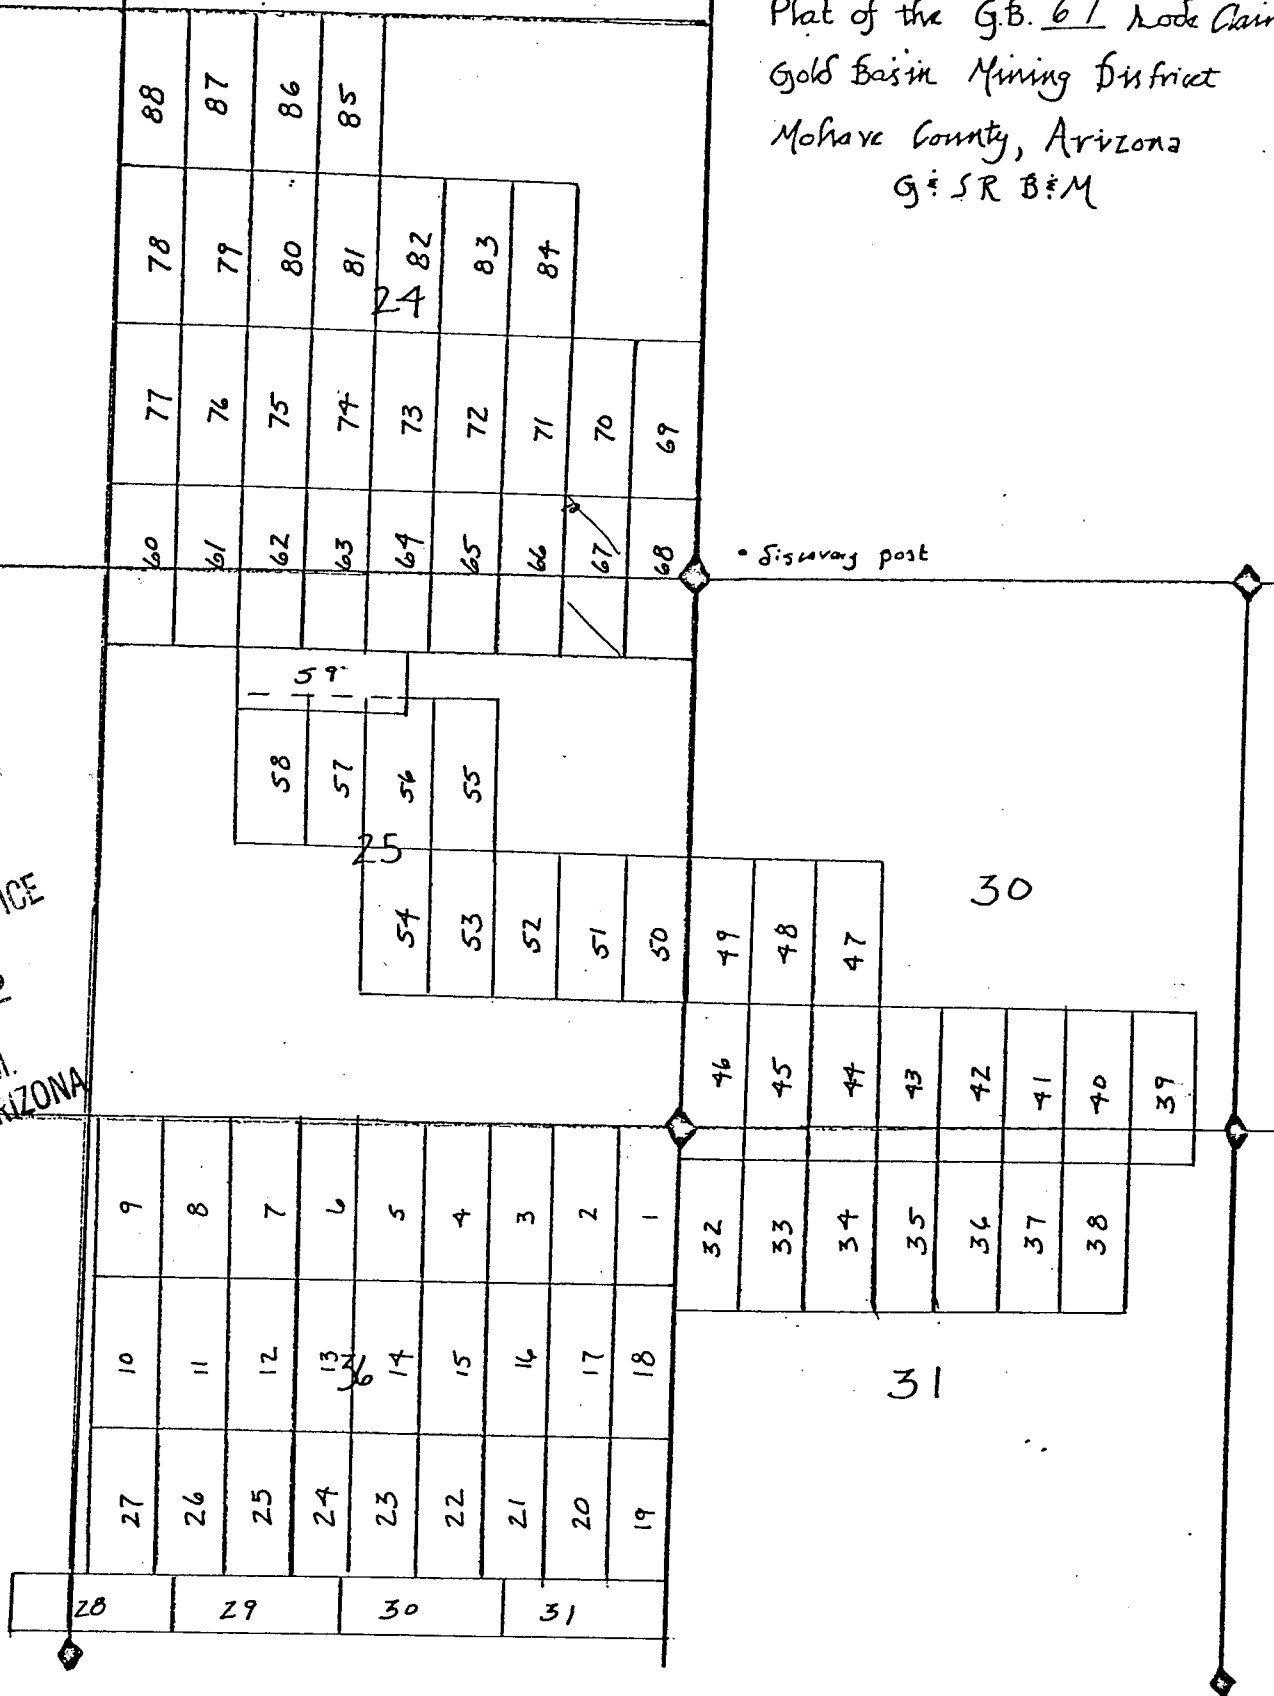 Plat of the G.B. 67 Lode Claim
Gold Basin Mining District
Mohave County, Arizona
G & S R B & M
88 87 86 85
78 79 80 81 82 83 84
24
77 76 75 74 73 72 71 70 69
60 61 62 63 64 65 66 67 68
• discovery post
59
58 57 56 55
25
30
54 53 52 51 50 49 48 47
46 45 44 43 42 41 40 39
ARIZONA
9 8 7 6 5 4 3 2 1
32 33 34 35 36 37 38
10 11 12 13 14 15 16 17 18
36
31
27 26 25 24 23 22 21 20 19
28 29 30 31